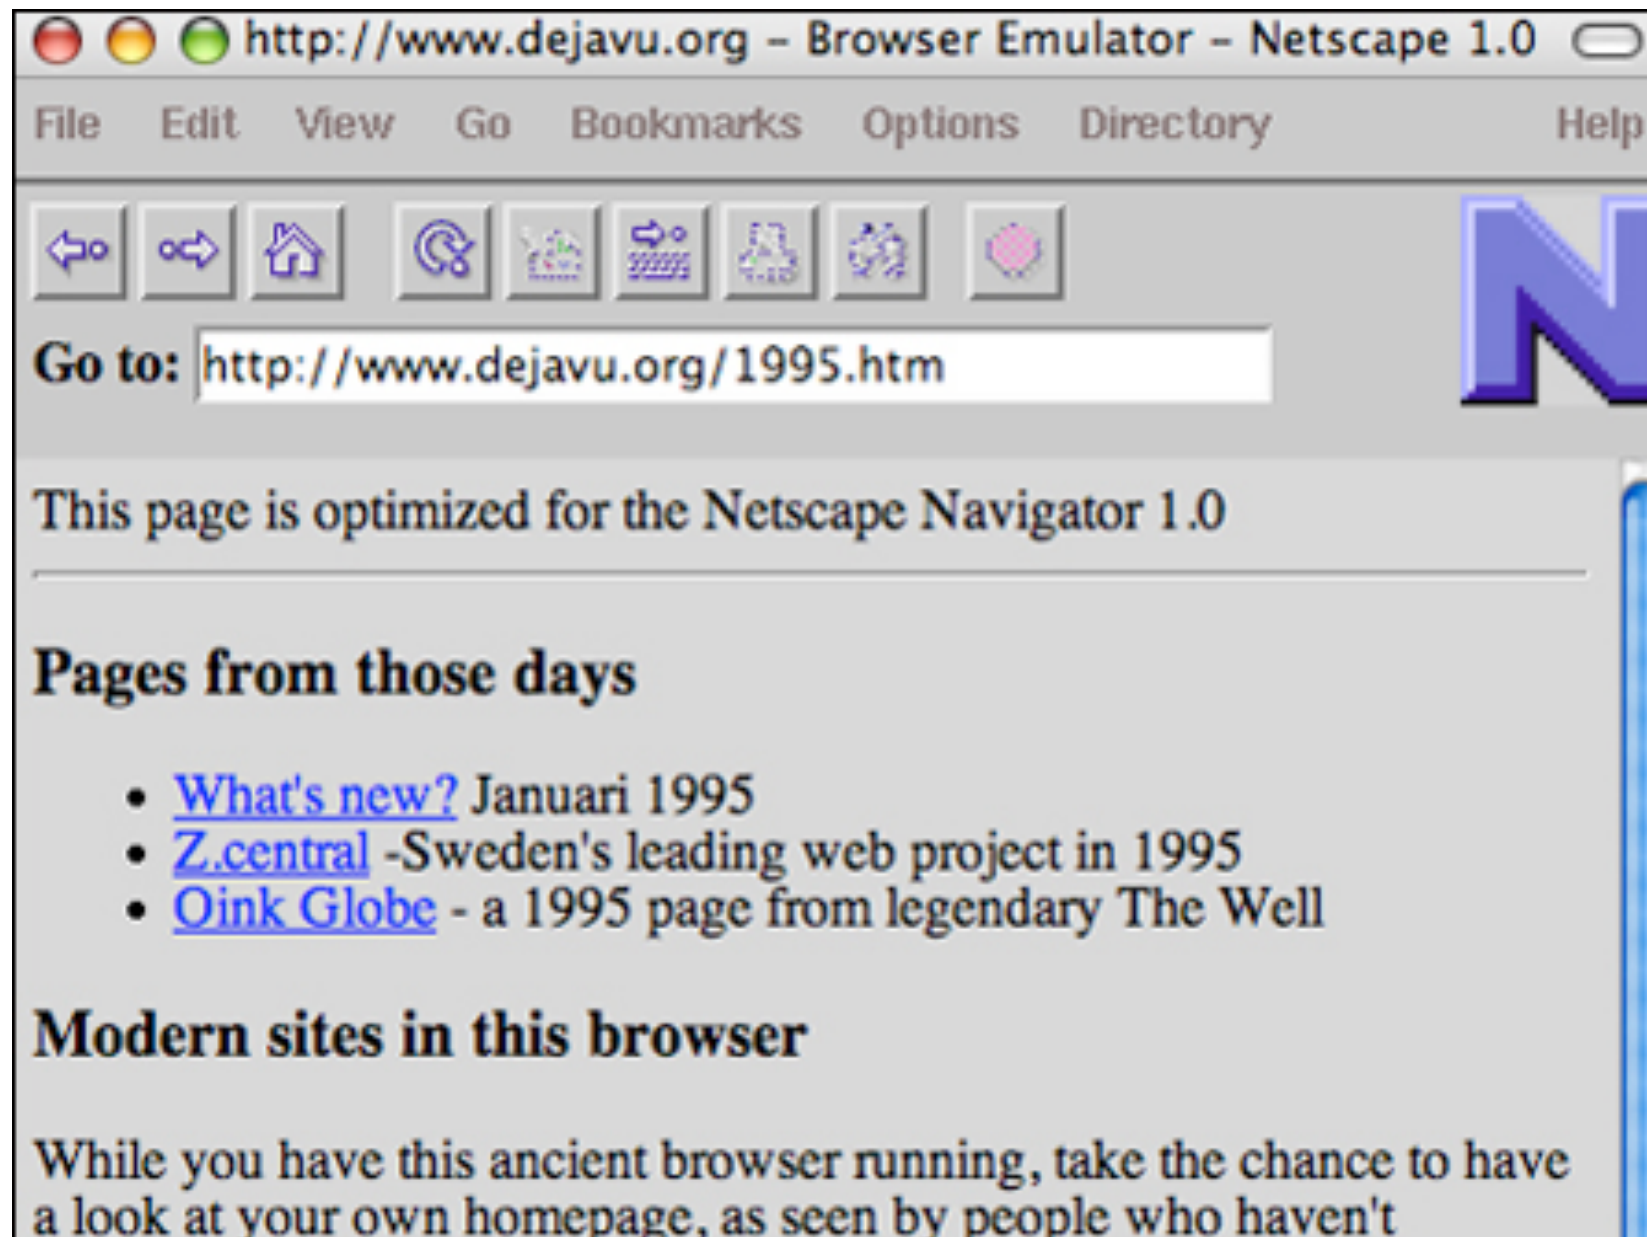 http://www.dejavu.org – Browser Emulator – Netscape 1.0
File Edit View Go Bookmarks Options Directory Help
N
Go to: http://www.dejavu.org/1995.htm
This page is optimized for the Netscape Navigator 1.0
Pages from those days
• What's new? Januari 1995
• Z.central -Sweden's leading web project in 1995
• Oink Globe - a 1995 page from legendary The Well
Modern sites in this browser
While you have this ancient browser running, take the chance to have
a look at your own homepage, as seen by people who haven't